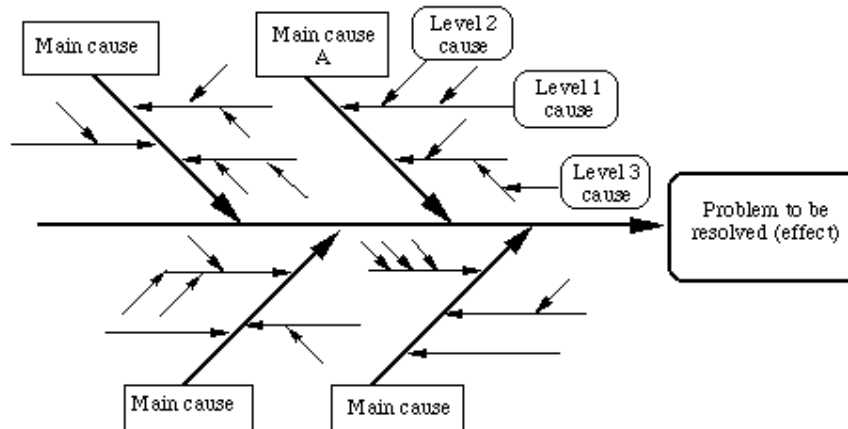 Main cause
Main cause
A
Level 2
cause
Level 1
cause
Level 3
cause
Problem to be
resolved (effect)
Main cause
Main cause